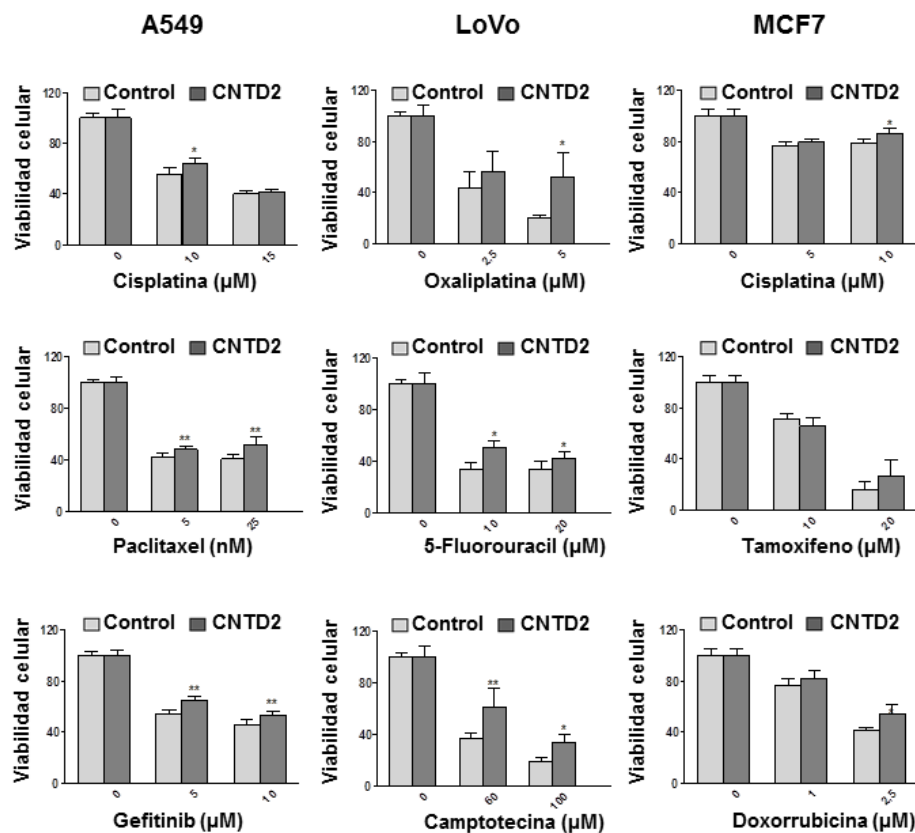 A549 LoVo MCF7
Control CNTD2 Control CNTD2 Control CNTD2
Viabilidad celular Viabilidad celular Viabilidad celular
120 120 120
80 80 * 80 *
* 
40 40 40
0 0 0
0 10 15 0 2.5 5 0 5 10
Cisplatina (µM) Oxaliplatina (µM) Cisplatina (µM)
Control CNTD2 Control CNTD2 Control CNTD2
Viabilidad celular Viabilidad celular Viabilidad celular
120 120 120
80 80 80
** ** * *
40 40 40
0 0 0
0 5 25 0 10 20 0 10 20
Paclitaxel (nM) 5-Fluorouracil (µM) Tamoxifeno (µM)
Control CNTD2 Control CNTD2 Control CNTD2
Viabilidad celular Viabilidad celular Viabilidad celular
120 120 120
80 80 80
** ** ** * *
40 40 40
0 0 0
0 5 10 0 60 100 0 1 2,5
Gefitinib (µM) Camptotecina (µM) Doxorrubicina (µM)